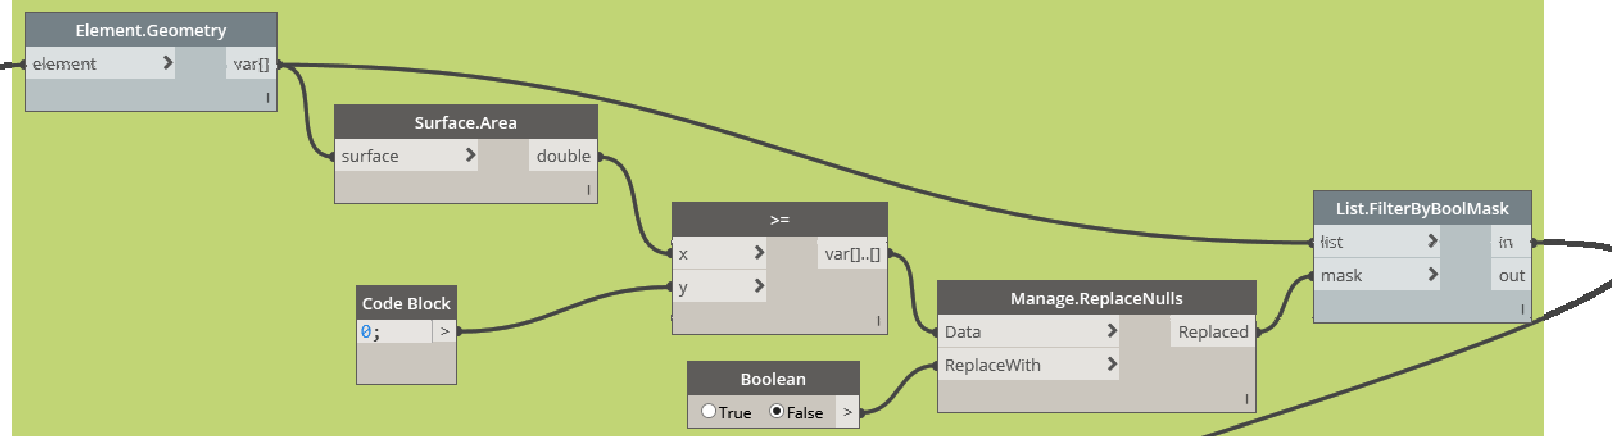 Element.Geometry
element > var[]
l
Surface.Area
surface > double
l
>=
x > var[]..[]
y >
l
Code Block
0; >
Manage.ReplaceNulls
Data > Replaced
ReplaceWith >
l
Boolean
True False >
List.FilterByBoolMask
list > in
mask > out
l